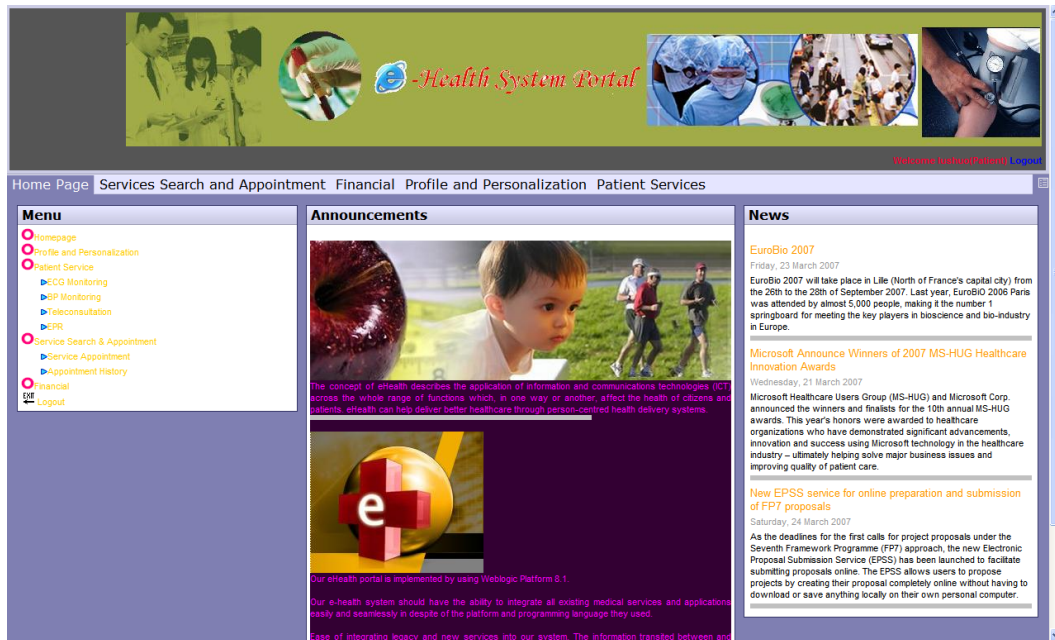 -Health System Portal
Logout
Home Page Services Search and Appointment Financial Profile and Personalization Patient Services
Menu
Homepage
Profile and Personalization
Patient Service
ECG Monitoring
BP Monitoring
Teleconsultation
EPR
Service Search & Appointment
Service Appointment
Appointment History
Financial
EXIT
Logout
Announcements
The concept of eHealth describes the application of information and communications technologies (ICT)
across the whole range of functions which, in one way or another, affect the health of citizens and
patients. eHealth can help deliver better healthcare through person-centred health delivery systems.
e
Our eHealth portal is implemented by using Weblogic Platform 8.1.
Our e-health system should have the ability to integrate all existing medical services and applications
easily and seamlessly in despite of the platform and programming language they used.
Ease of integrating legacy and new services into our system. The information transited between and
News
EuroBio 2007
Friday, 23 March 2007
EuroBio 2007 will take place in Lille (North of France's capital city) from
the 26th to the 28th of September 2007. Last year, EuroBiO 2006 Paris
was attended by almost 5,000 people, making it the number 1
springboard for meeting the key players in bioscience and bio-industry
in Europe.
Microsoft Announce Winners of 2007 MS-HUG Healthcare
Innovation Awards
Wednesday, 21 March 2007
Microsoft Healthcare Users Group (MS-HUG) and Microsoft Corp.
announced the winners and finalists for the 10th annual MS-HUG
awards. This year's honors were awarded to healthcare
organizations who have demonstrated significant advancements,
innovation and success using Microsoft technology in the healthcare
industry – ultimately helping solve major business issues and
improving quality of patient care.
New EPSS service for online preparation and submission
of FP7 proposals
Saturday, 24 March 2007
As the deadlines for the first calls for project proposals under the
Seventh Framework Programme (FP7) approach, the new Electronic
Proposal Submission Service (EPSS) has been launched to facilitate
submitting proposals online. The EPSS allows users to propose
projects by creating their proposal completely online without having to
download or save anything locally on their own personal computer.